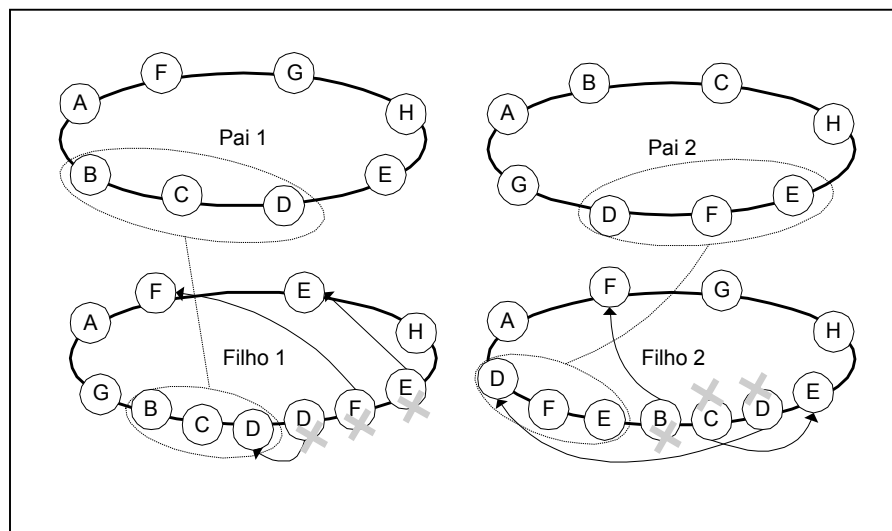 F G
A H
Pai 1
B C D E
B C
A H
Pai 2
G D F E
F E
A H
Filho 1
G B C D D F E
F G
A H
Filho 2
D F E B C D E